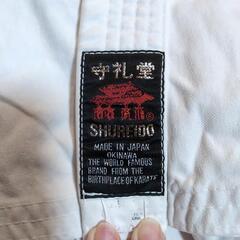 守礼堂
®
SHUREIDO
MADE IN JAPAN
OKINAWA
THE WORLD FAMOUS
BRAND FROM THE
BIRTHPLACE OF KARATE